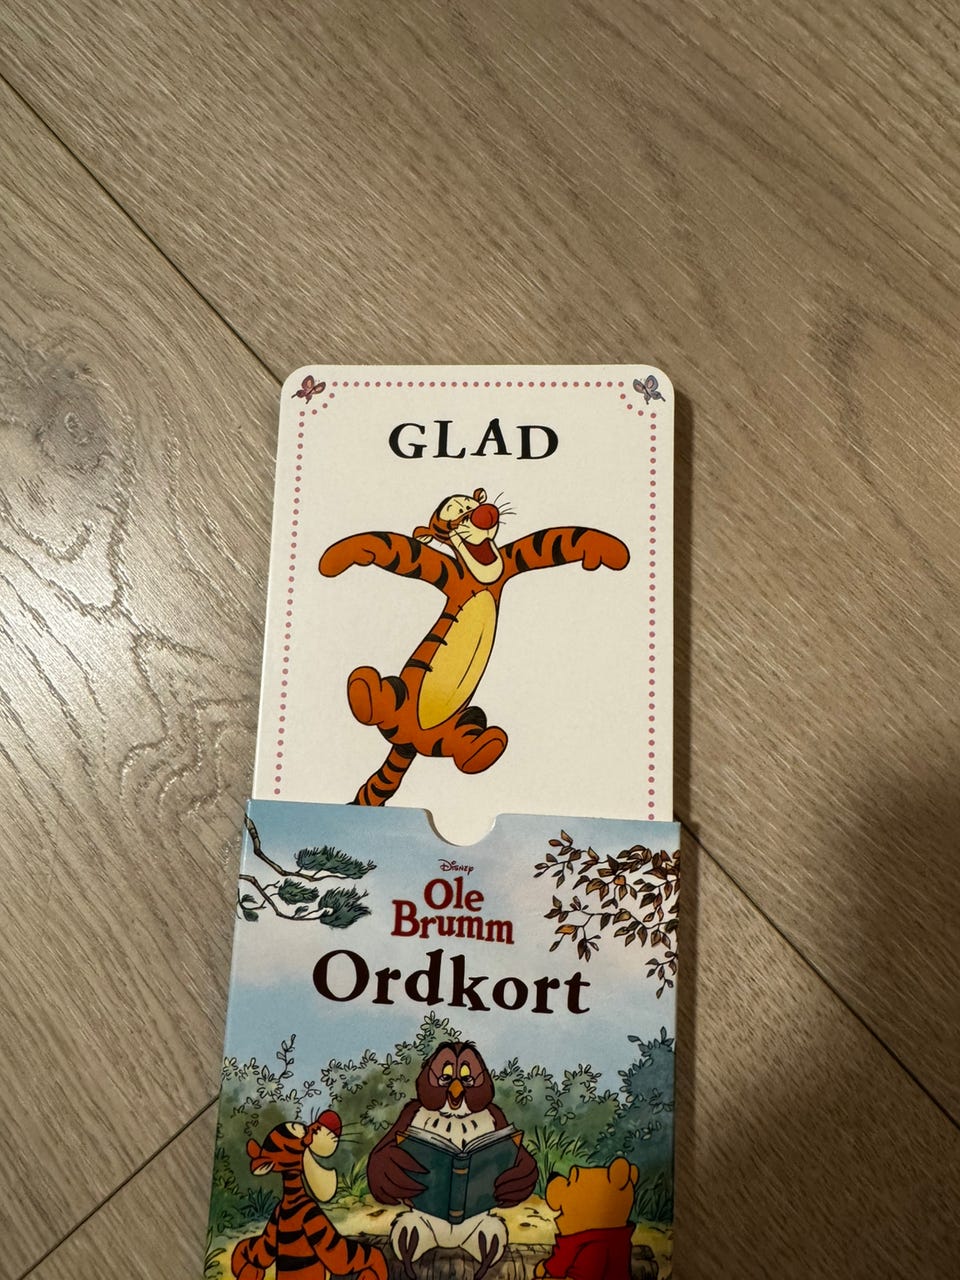 GLAD
Disney
Ole
Brumm
Ordkort